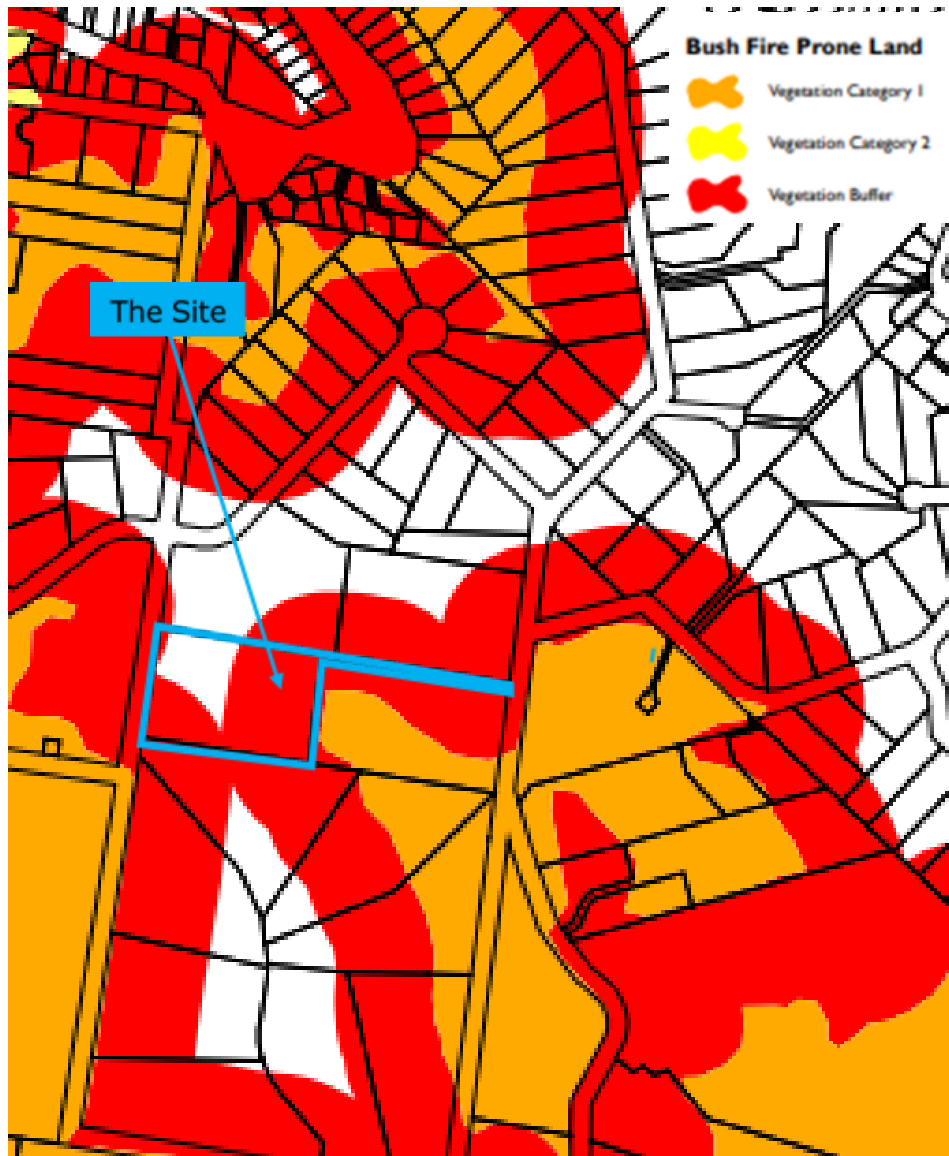 Bush Fire Prone Land
Vegetation Category 1
Vegetation Category 2
Vegetation Buffer
The Site